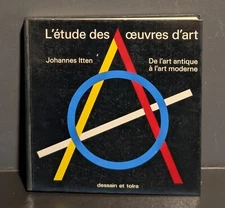 L'étude des œuvres d'art
Johannes Itten
De l'art antique
à l'art moderne
dessain et tolra